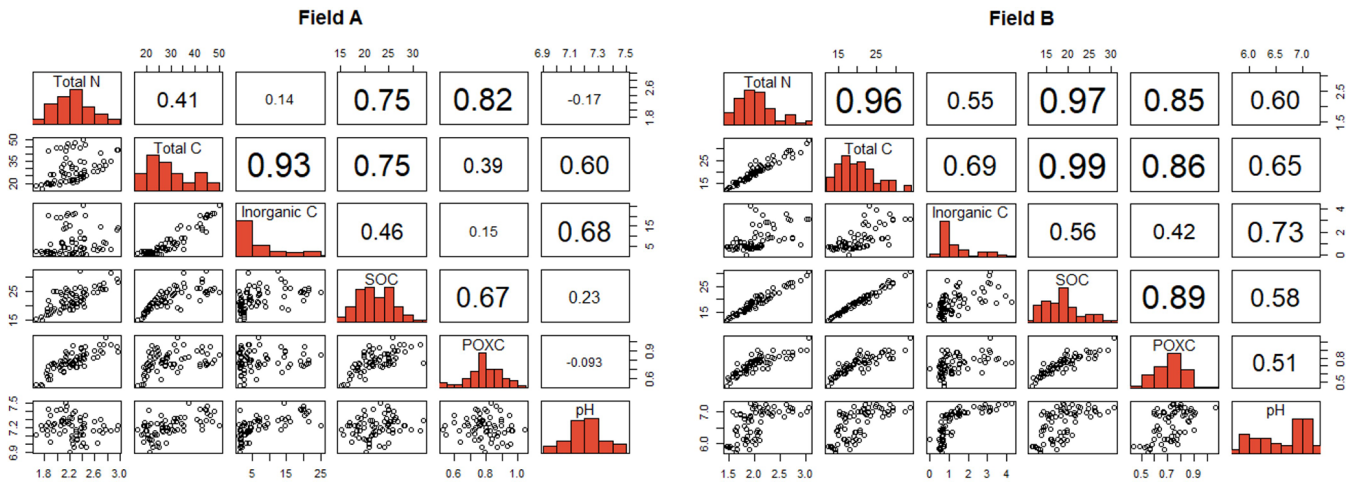 Field A
Field B
20 30 40 50
15 20 25 30
6.9 7.1 7.3 7.5
15 25
15 20 25 30
6.0 6.5 7.0
Total N
0.41
0.14
0.75
0.82
-0.17
1.8 2.6
Total N
0.96
0.55
0.97
0.85
0.60
1.5 2.5
20 35 50
Total C
0.93
0.75
0.39
0.60
15 25
Total C
0.69
0.99
0.86
0.65
Inorganic C
0.46
0.15
0.68
5 15
Inorganic C
0.56
0.42
0.73
0 2 4
15 25
SOC
0.67
0.23
15 25
SOC
0.89
0.58
POXC
-0.093
0.6 0.9
POXC
0.51
0.5 0.8
6.9 7.2 7.5
pH
6.0 7.0
pH
1.8 2.2 2.6 3.0
5 15 25
0.6 0.8 1.0
1.5 2.0 2.5 3.0
0 1 2 3 4
0.5 0.7 0.9